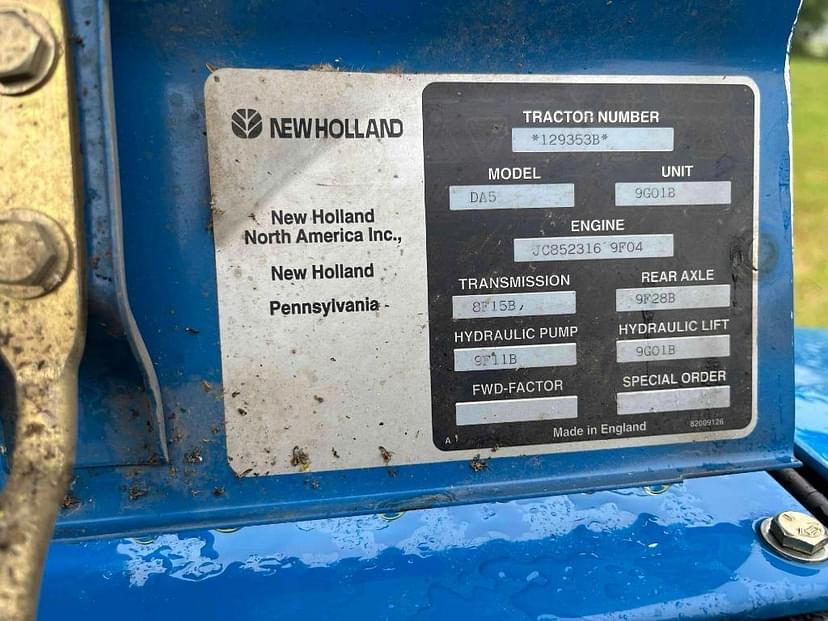 NEW HOLLAND
New Holland
North America Inc.,
New Holland
Pennsylvania
TRACTOR NUMBER
*129353B*
MODEL UNIT
DA5 9G01B
ENGINE
JC852316 9F04
TRANSMISSION REAR AXLE
8F15B, 9F28B
HYDRAULIC PUMP HYDRAULIC LIFT
9F11B 9G01B
FWD-FACTOR SPECIAL ORDER
A1 Made in England 82009126